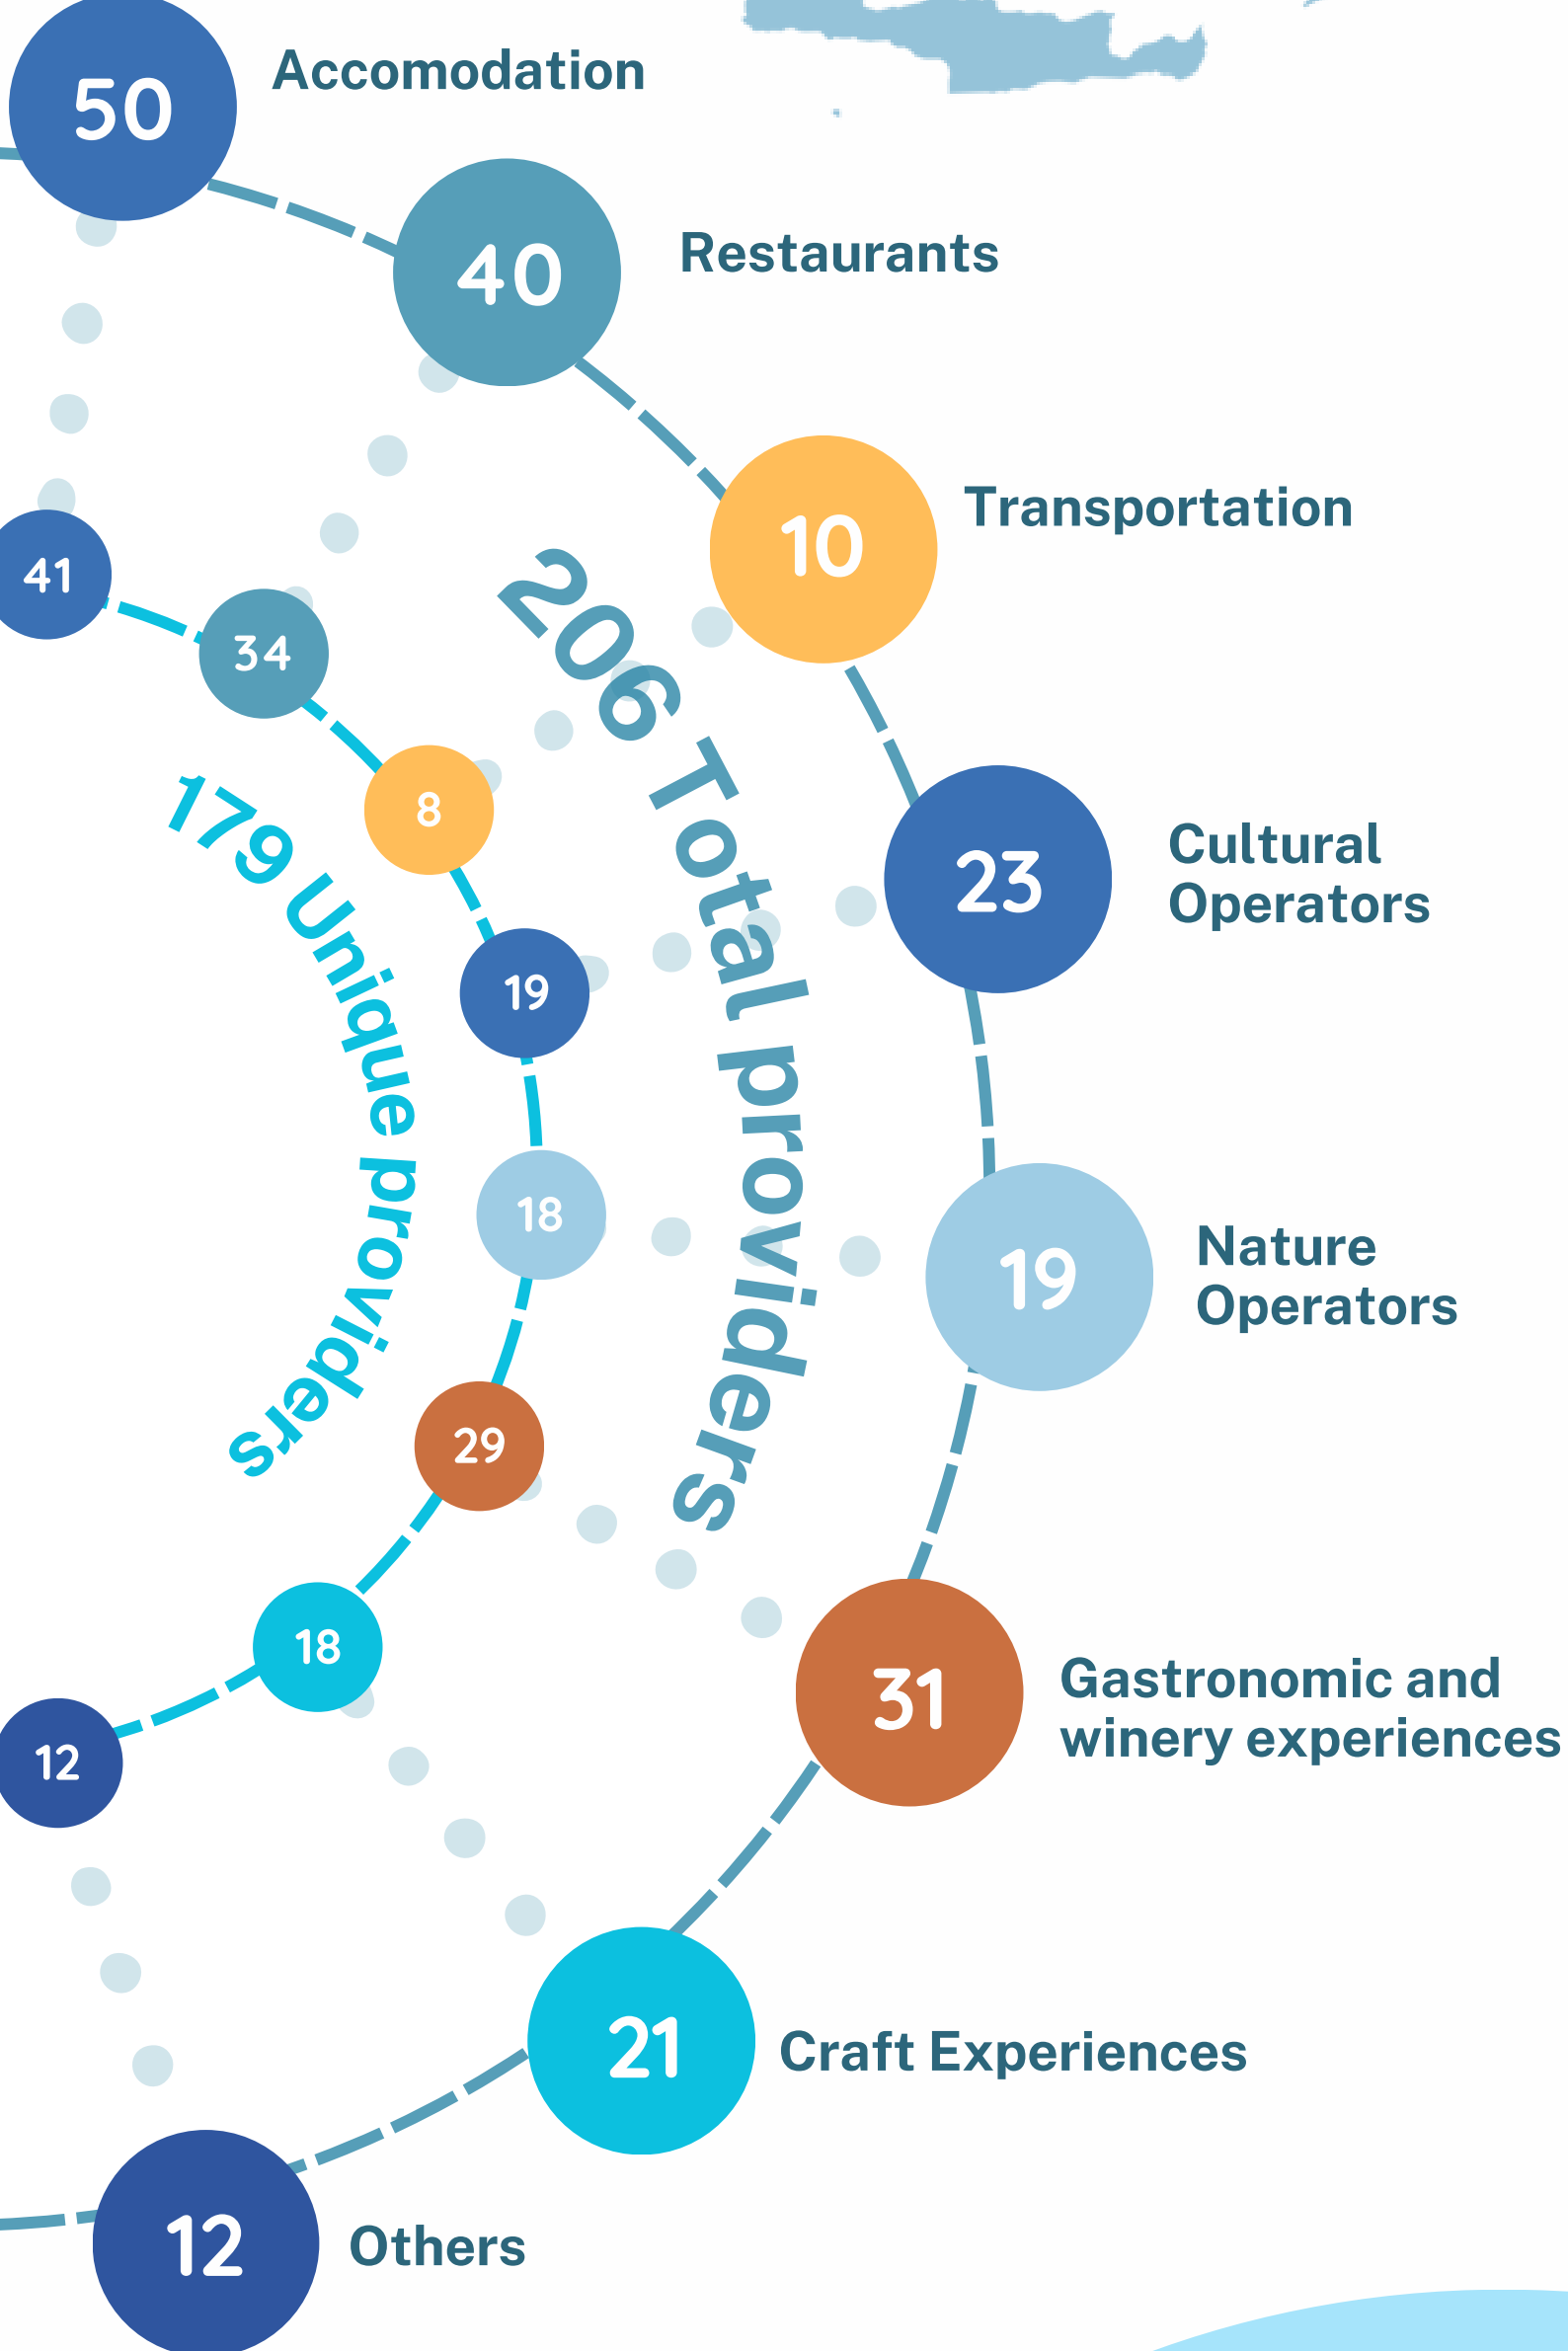 50
Accomodation
40
Restaurants
10
Transportation
41
34
8
23
Cultural
Operators
19
18
19
Nature
Operators
29
18
12
31
Gastronomic and
winery experiences
21
Craft Experiences
12
Others
206 Total providers
179 Unique providers